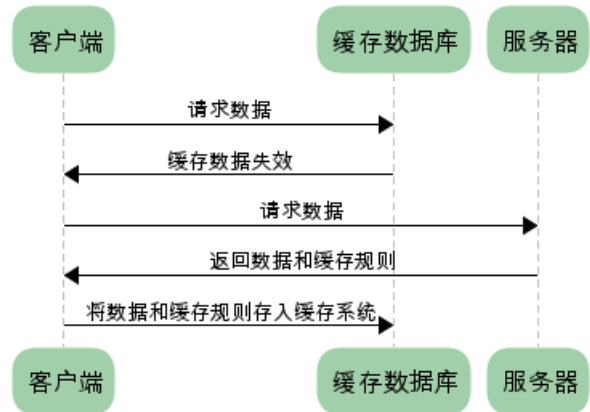 客户端 缓存数据库 服务器
请求数据
缓存数据失效
请求数据
返回数据和缓存规则
将数据和缓存规则存入缓存系统
客户端 缓存数据库 服务器